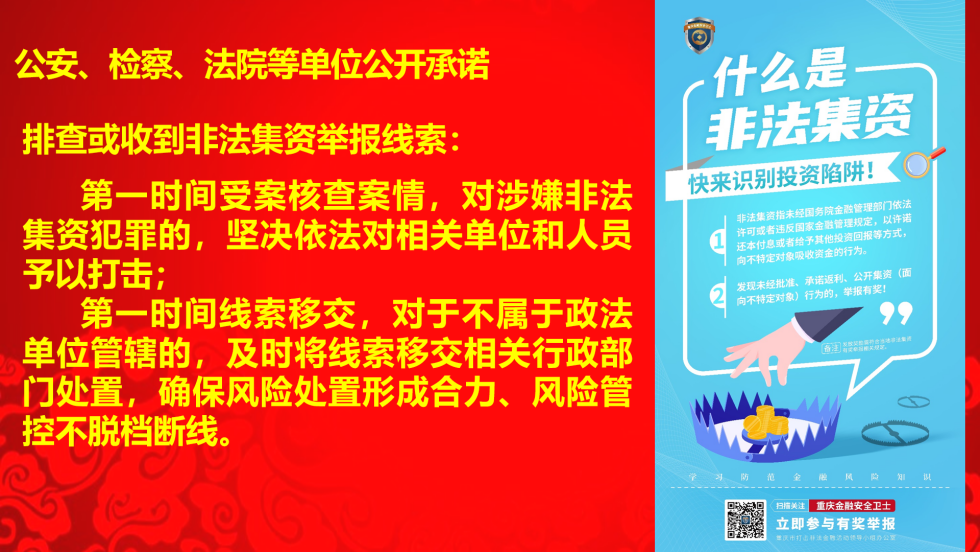 公安、检察、法院等单位公开承诺
排查或收到非法集资举报线索：
第一时间受案核查案情，对涉嫌非法
集资犯罪的，坚决依法对相关单位和人员
予以打击；
第一时间线索移交，对于不属于政法
单位管辖的，及时将线索移交相关行政部
门处置，确保风险处置形成合力、风险管
控不脱档断线。
什么是
非法集资
快来识别投资陷阱！
1
非法集资指未经国务院金融管理部门依法
许可或者违反国家金融管理规定，以许诺
还本付息或者给予其他投资回报等方式，
向不特定对象吸收资金的行为。
2
发现未经批准、承诺返利、公开集资（面
向不特定对象）行为的，举报有奖！
备注
学习防范金融风险知识
扫描关注 重庆金融安全卫士
立即参与有奖举报